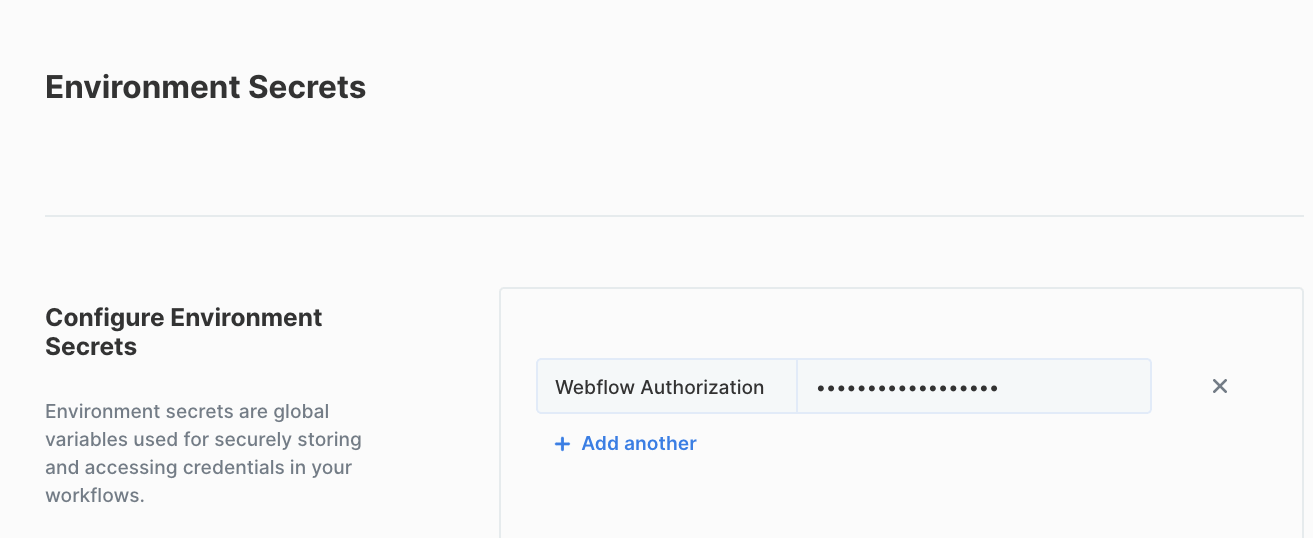 Environment Secrets
Configure Environment
Secrets
Environment secrets are global
variables used for securely storing
and accessing credentials in your
workflows.
Webflow Authorization ••••••••••••••••••
+ Add another